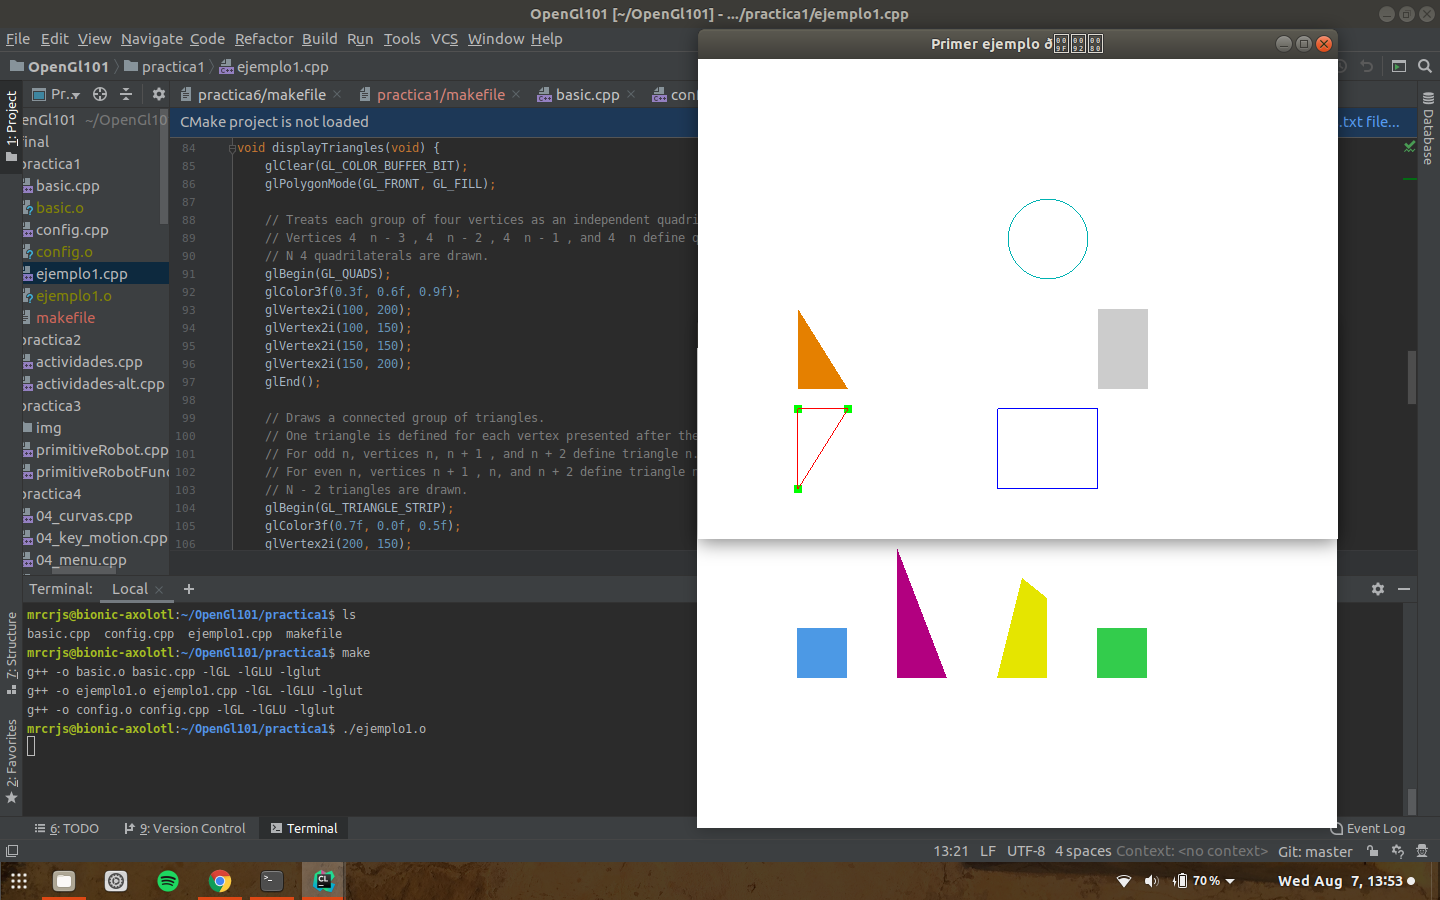 OpenGl101 [~/OpenGl101] - .../practica1/ejemplo1.cpp
File Edit View Navigate Code Refactor Build Run Tools VCS Window Help
Primer ejemplo ð
OpenGl101 practica1 ejemplo1.cpp
1: Project
Pr..
practica6/makefile
practica1/makefile
basic.cpp
conf
Database
enGl101 ~/OpenGl10
CMake project is not loaded
.txt file...
inal
practica1
basic.cpp
basic.o
config.cpp
config.o
ejemplo1.cpp
ejemplo1.o
makefile
practica2
actividades.cpp
actividades-alt.cpp
practica3
img
primitiveRobot.cpp
primitiveRobotFunc
practica4
04_curvas.cpp
04_key_motion.cpp
04_menu.cpp
84 void displayTriangles(void) {
85 glClear(GL_COLOR_BUFFER_BIT);
86 glPolygonMode(GL_FRONT, GL_FILL);
87
88 // Treats each group of four vertices as an independent quadri
89 // Vertices 4  n - 3 , 4  n - 2 , 4  n - 1 , and 4  n define q
90 // N 4 quadrilaterals are drawn.
91 glBegin(GL_QUADS);
92 glColor3f(0.3f, 0.6f, 0.9f);
93 glVertex2i(100, 200);
94 glVertex2i(100, 150);
95 glVertex2i(150, 150);
96 glVertex2i(150, 200);
97 glEnd();
98
99 // Draws a connected group of triangles.
100 // One triangle is defined for each vertex presented after the
101 // For odd n, vertices n, n + 1 , and n + 2 define triangle n.
102 // For even n, vertices n + 1 , n, and n + 2 define triangle n
103 // N - 2 triangles are drawn.
104 glBegin(GL_TRIANGLE_STRIP);
105 glColor3f(0.7f, 0.0f, 0.5f);
106 glVertex2i(200, 150);
Terminal: Local
mrcrjs@bionic-axolotl:~/OpenGl101/practica1$ ls
basic.cpp  config.cpp  ejemplo1.cpp  makefile
mrcrjs@bionic-axolotl:~/OpenGl101/practica1$ make
g++ -o basic.o basic.cpp -lGL -lGLU -lglut
g++ -o ejemplo1.o ejemplo1.cpp -lGL -lGLU -lglut
g++ -o config.o config.cpp -lGL -lGLU -lglut
mrcrjs@bionic-axolotl:~/OpenGl101/practica1$ ./ejemplo1.o
7: Structure
2: Favorites
6: TODO 9: Version Control Terminal Event Log
13:21 LF UTF-8 4 spaces Context: <no context> Git: master
CL
70 %
Wed Aug 7, 13:53